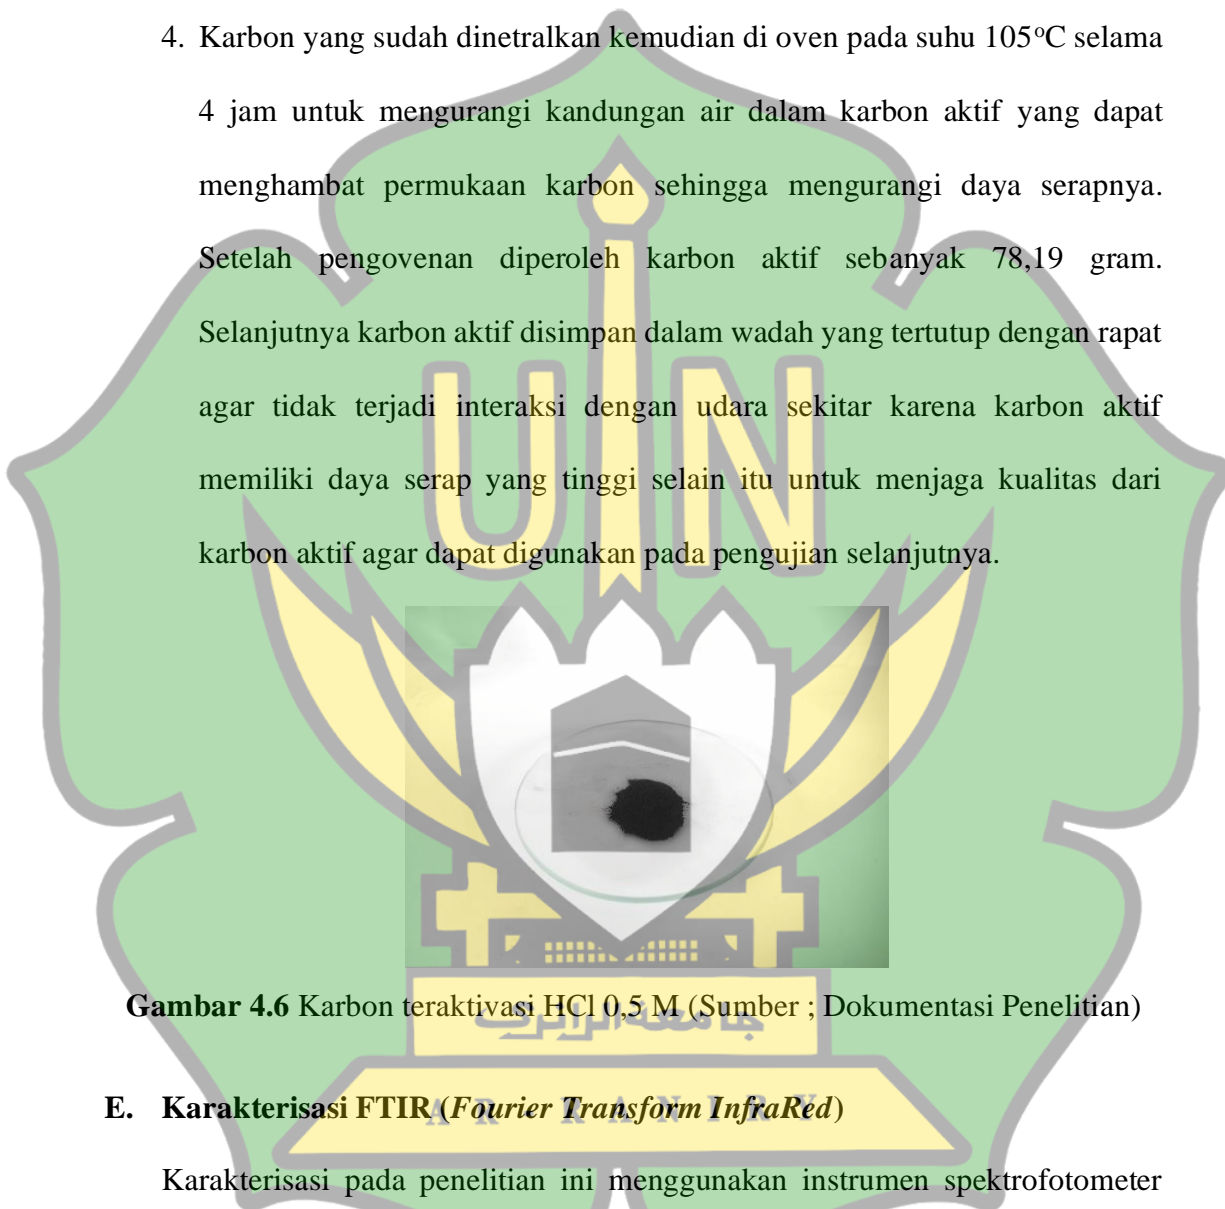 4. Karbon yang sudah dinetralkan kemudian di oven pada suhu 105°C selama
4 jam untuk mengurangi kandungan air dalam karbon aktif yang dapat
menghambat permukaan karbon sehingga mengurangi daya serapnya.
Setelah pengovenan diperoleh karbon aktif sebanyak 78,19 gram.
Selanjutnya karbon aktif disimpan dalam wadah yang tertutup dengan rapat
agar tidak terjadi interaksi dengan udara sekitar karena karbon aktif
memiliki daya serap yang tinggi selain itu untuk menjaga kualitas dari
karbon aktif agar dapat digunakan pada pengujian selanjutnya.
UIN
Gambar 4.6 Karbon teraktivasi HCl 0,5 M (Sumber ; Dokumentasi Penelitian)
جامعة الرانري
E. Karakterisasi FTIR (Fourier Transform InfraRed)
AR - RANIRY
Karakterisasi pada penelitian ini menggunakan instrumen spektrofotometer